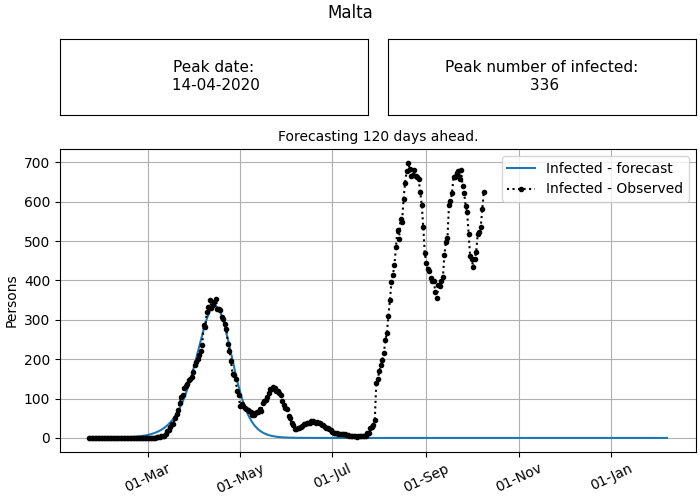 Malta
Peak date:
14-04-2020
Peak number of infected:
336
Forecasting 120 days ahead.
Infected - forecast
Infected - Observed
Persons
700
600
500
400
300
200
100
0
01-Mar
01-May
01-Jul
01-Sep
01-Nov
01-Jan